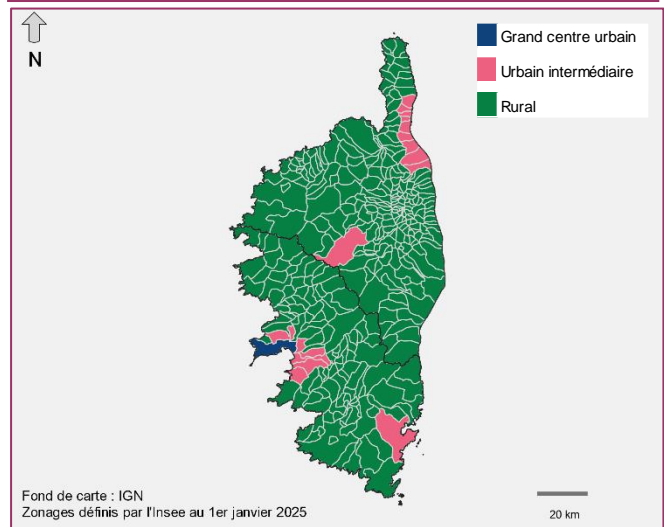 N
Grand centre urbain
Urbain intermédiaire
Rural
Fond de carte : IGN
Zonages définis par l'Insee au 1er janvier 2025
20 km